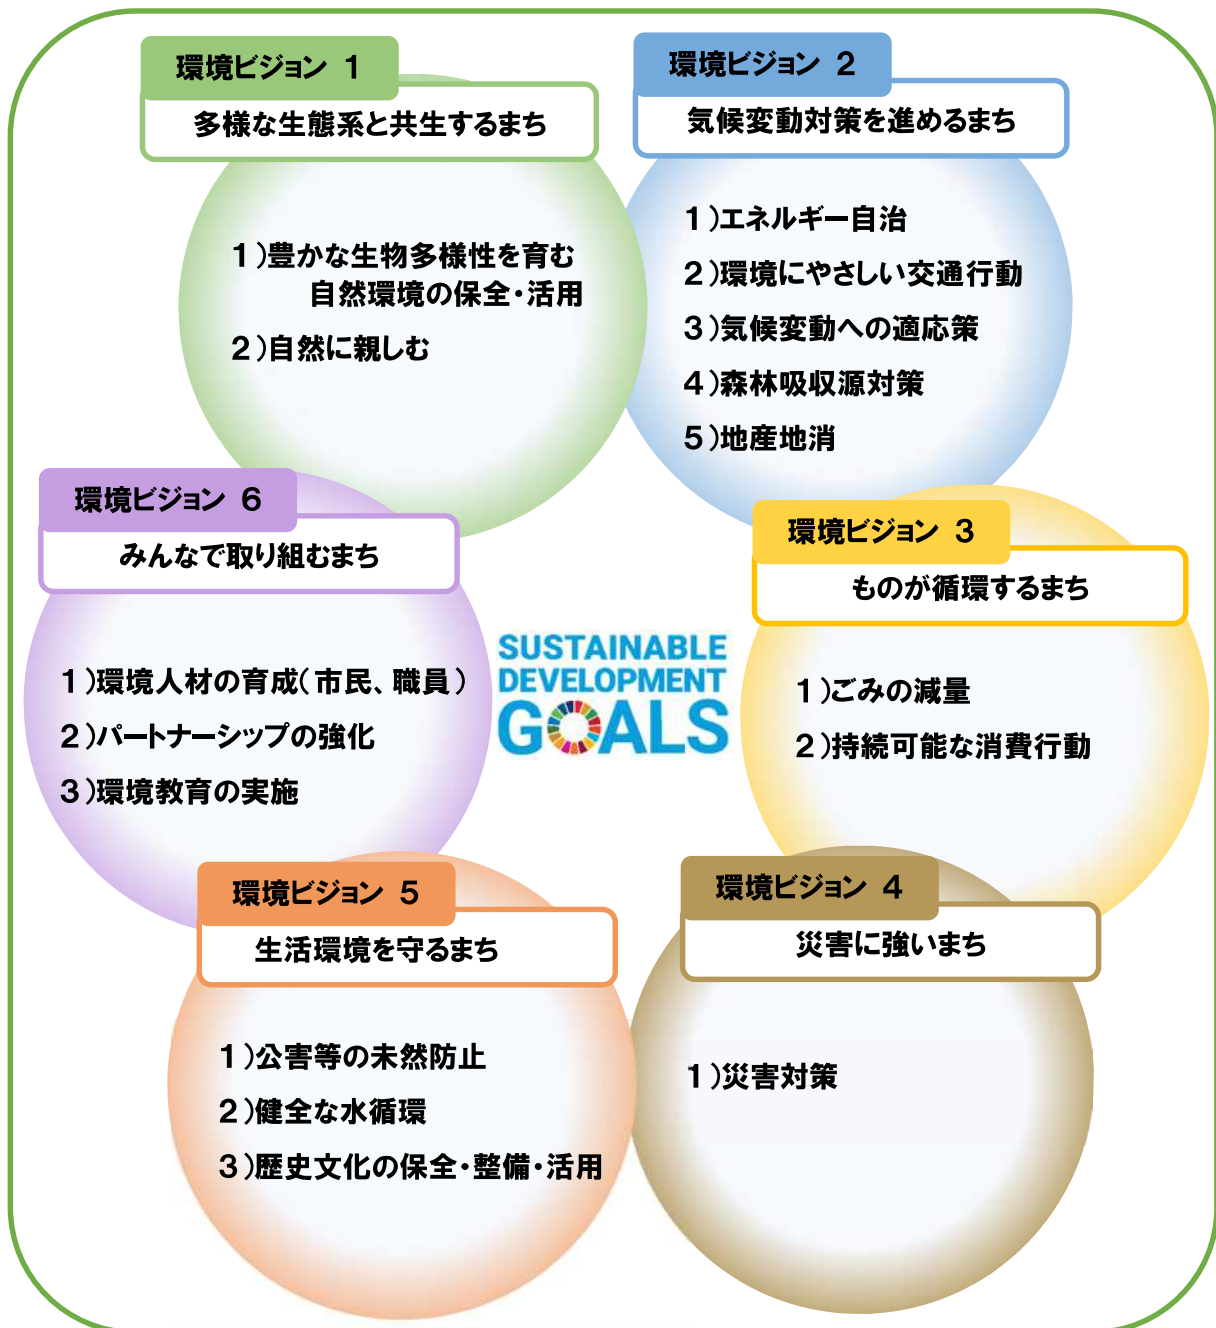 環境ビジョン 1
多様な生態系と共生するまち
1)豊かな生物多様性を育む
自然環境の保全・活用
2)自然に親しむ
環境ビジョン 2
気候変動対策を進めるまち
1)エネルギー自治
2)環境にやさしい交通行動
3)気候変動への適応策
4)森林吸収源対策
5)地産地消
環境ビジョン 3
ものが循環するまち
1)ごみの減量
2)持続可能な消費行動
環境ビジョン 4
災害に強いまち
1)災害対策
環境ビジョン 5
生活環境を守るまち
1)公害等の未然防止
2)健全な水循環
3)歴史文化の保全・整備・活用
環境ビジョン 6
みんなで取り組むまち
1)環境人材の育成(市民、職員)
2)パートナーシップの強化
3)環境教育の実施
SUSTAINABLE
DEVELOPMENT
GOALS